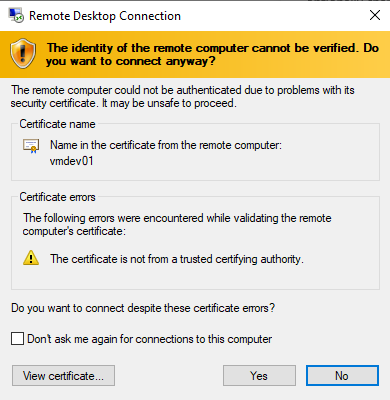 Remote Desktop Connection
The identity of the remote computer cannot be verified. Do
you want to connect anyway?
The remote computer could not be authenticated due to problems with its
security certificate. It may be unsafe to proceed.
Certificate name
Name in the certificate from the remote computer:
vmdev01
Certificate errors
The following errors were encountered while validating the remote
computer's certificate:
The certificate is not from a trusted certifying authority.
Do you want to connect despite these certificate errors?
Don't ask me again for connections to this computer
View certificate... Yes No